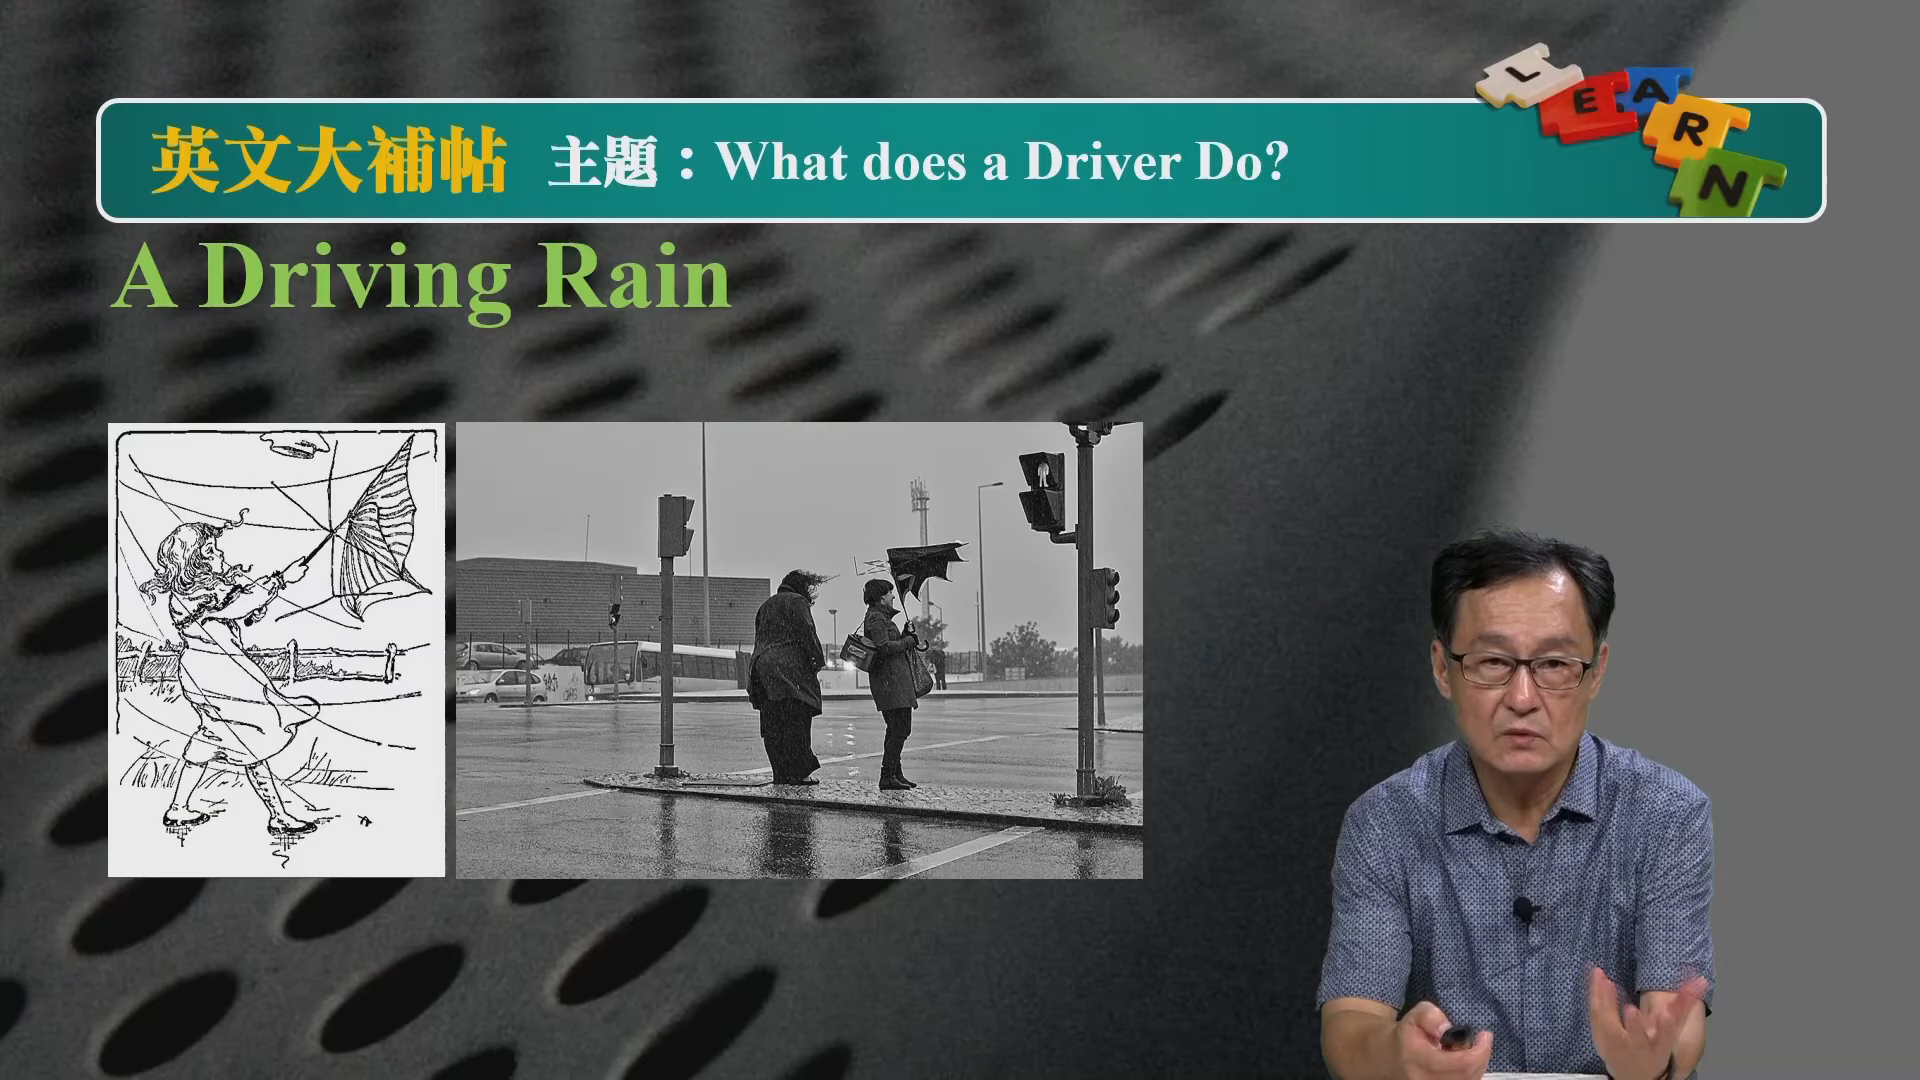 英文大補帖 主題：What does a Driver Do?
LEARN
A Driving Rain